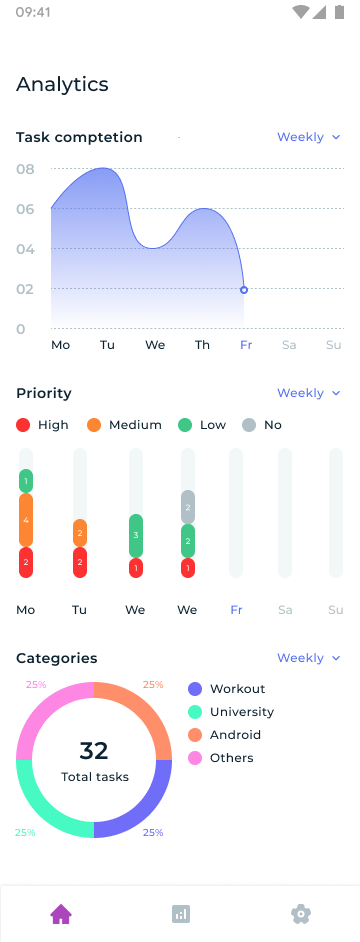 09:41
Analytics
Task comptetion
Weekly
08
06
04
02
0
Mo Tu We Th Fr Sa Su
Priority
Weekly
High Medium Low No
1
4
2
2
2
3
1
2
2
1
Mo Tu We We Fr Sa Su
Categories
Weekly
25% 25%
Workout
University
Android
Others
32
Total tasks
25% 25%